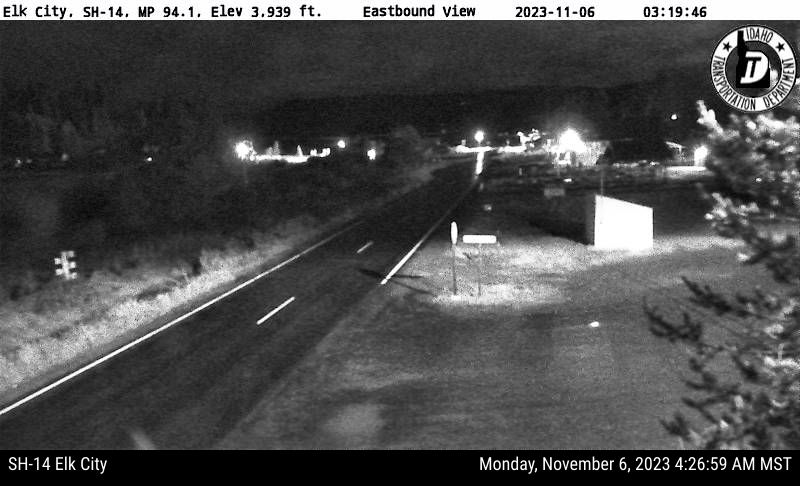 Elk City, SH-14, MP 94.1, Elev 3,939 ft. Eastbound View 2023-11-06 03:19:46
IDAHO
TRANSPORTATION DEPARTMENT
SH-14 Elk City Monday, November 6, 2023 4:26:59 AM MST